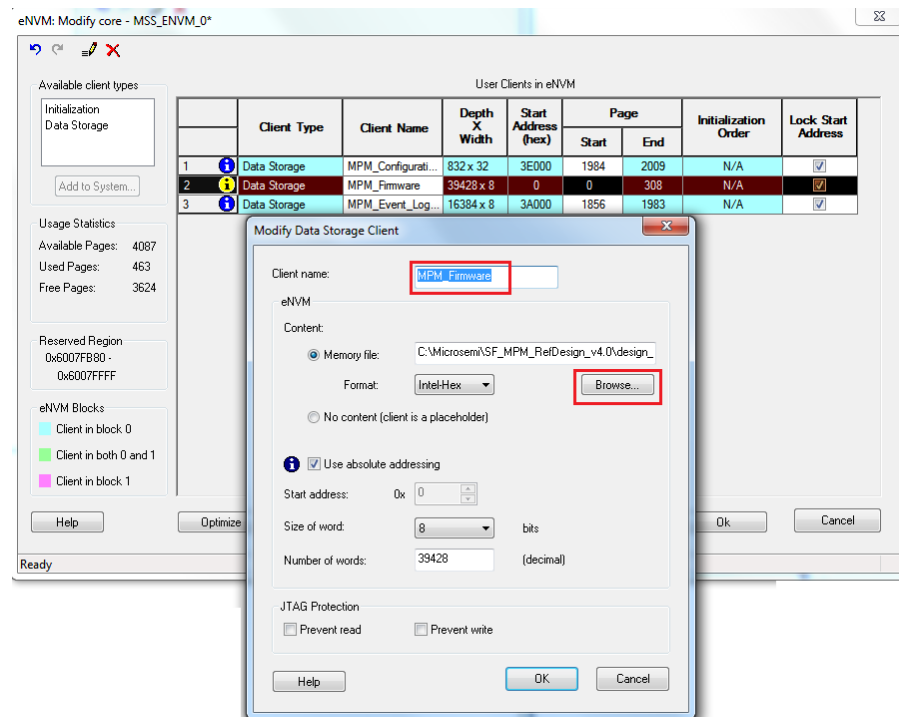 eNVM: Modify core - MSS_ENVM_0*
Available client types
Initialization
Data Storage
Add to System...
Usage Statistics
Available Pages: 4087
Used Pages: 463
Free Pages: 3624
Reserved Region
0x6007FB80 -
0x6007FFFF
eNVM Blocks
Client in block 0
Client in both 0 and 1
Client in block 1
User Clients in eNVM
Client Type Client Name Depth X Width Start Address (hex) Page Start End Initialization Order Lock Start Address
1 Data Storage MPM_Configurati... 832 x 32 3E000 1984 2009 N/A
2 Data Storage MPM_Firmware 39428 x 8 0 0 308 N/A
3 Data Storage MPM_Event_Log... 16384 x 8 3A000 1856 1983 N/A
Modify Data Storage Client
Client name: MPM_Firmware
eNVM
Content:
Memory file: C:\Microsemi\SF_MPM_RefDesign_v4.0\design_
Format: Intel-Hex Browse...
No content (client is a placeholder)
Use absolute addressing
Start address: 0x 0
Size of word: 8 bits
Number of words: 39428 (decimal)
JTAG Protection
Prevent read Prevent write
Help OK Cancel
Help Optimize Ok Cancel
Ready